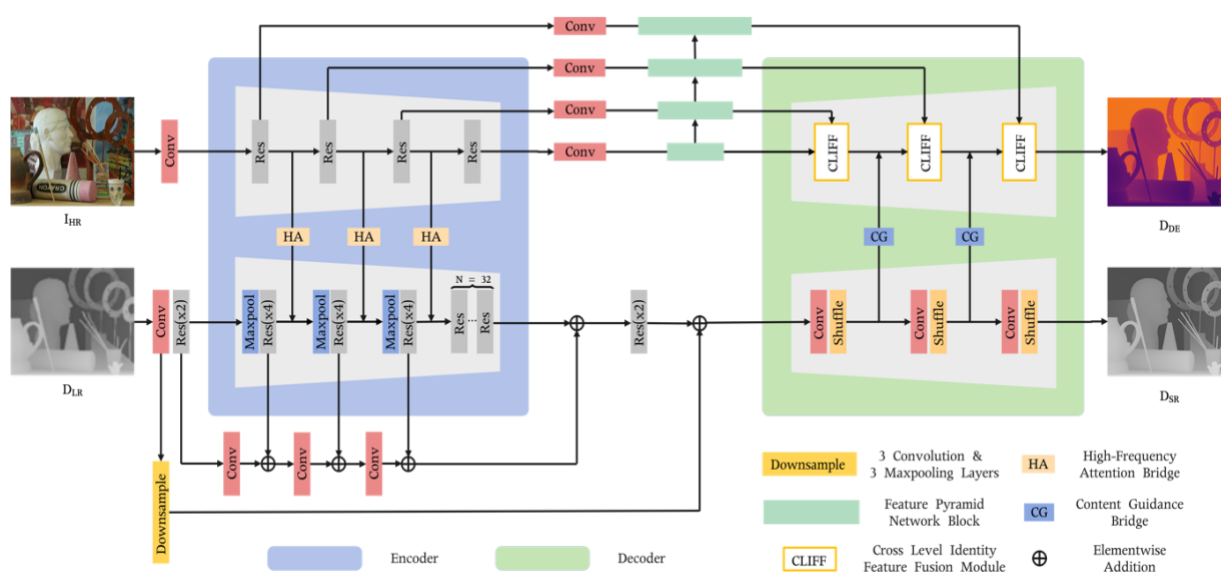 Conv
Conv
Conv
Conv
Conv
Res
Res
Res
Res
CLIFF
CLIFF
CLIFF
CRAYON
I_HR
D_DE
HA
HA
HA
CG
CG
N = 32
Conv
Res(x2)
Maxpool
Res(x4)
Maxpool
Res(x4)
Maxpool
Res(x4)
Res ... Res
Res(x2)
Conv
Shuffle
Conv
Shuffle
Conv
Shuffle
D_LR
D_SR
Conv
Conv
Conv
Downsample
Downsample
3 Convolution &
3 Maxpooling Layers
HA
High-Frequency
Attention Bridge
Feature Pyramid
Network Block
CG
Content Guidance
Bridge
Encoder
Decoder
CLIFF
Cross Level Identity
Feature Fusion Module
Elementwise
Addition